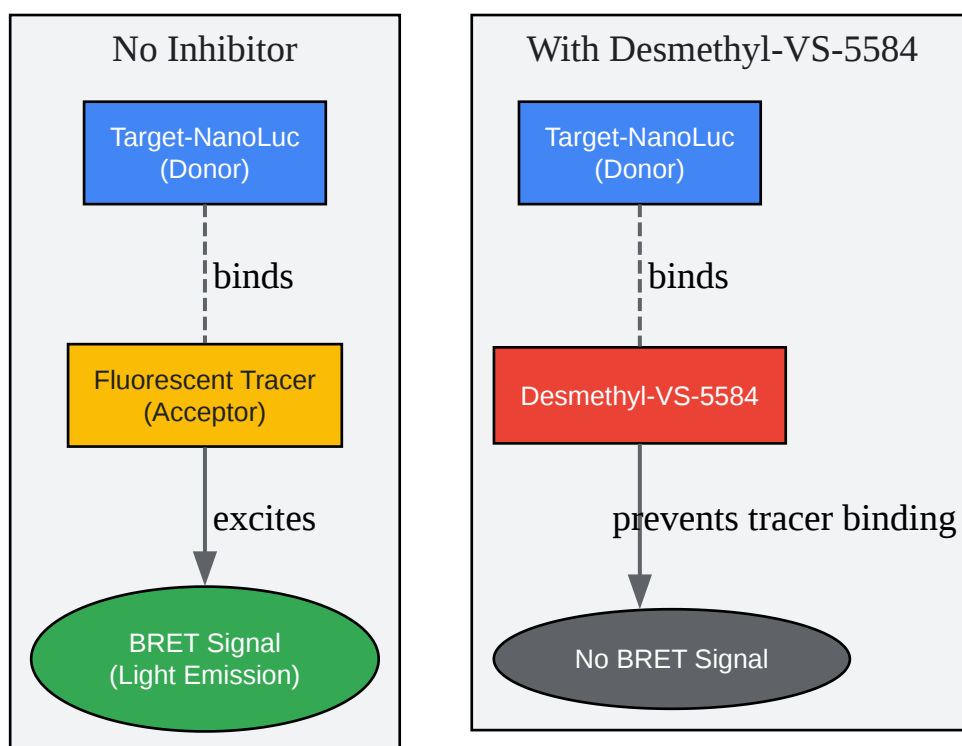 No Inhibitor
Target-NanoLuc
(Donor)
binds
Fluorescent Tracer
(Acceptor)
excites
BRET Signal
(Light Emission)
With Desmethyl-VS-5584
Target-NanoLuc
(Donor)
binds
Desmethyl-VS-5584
prevents tracer binding
No BRET Signal